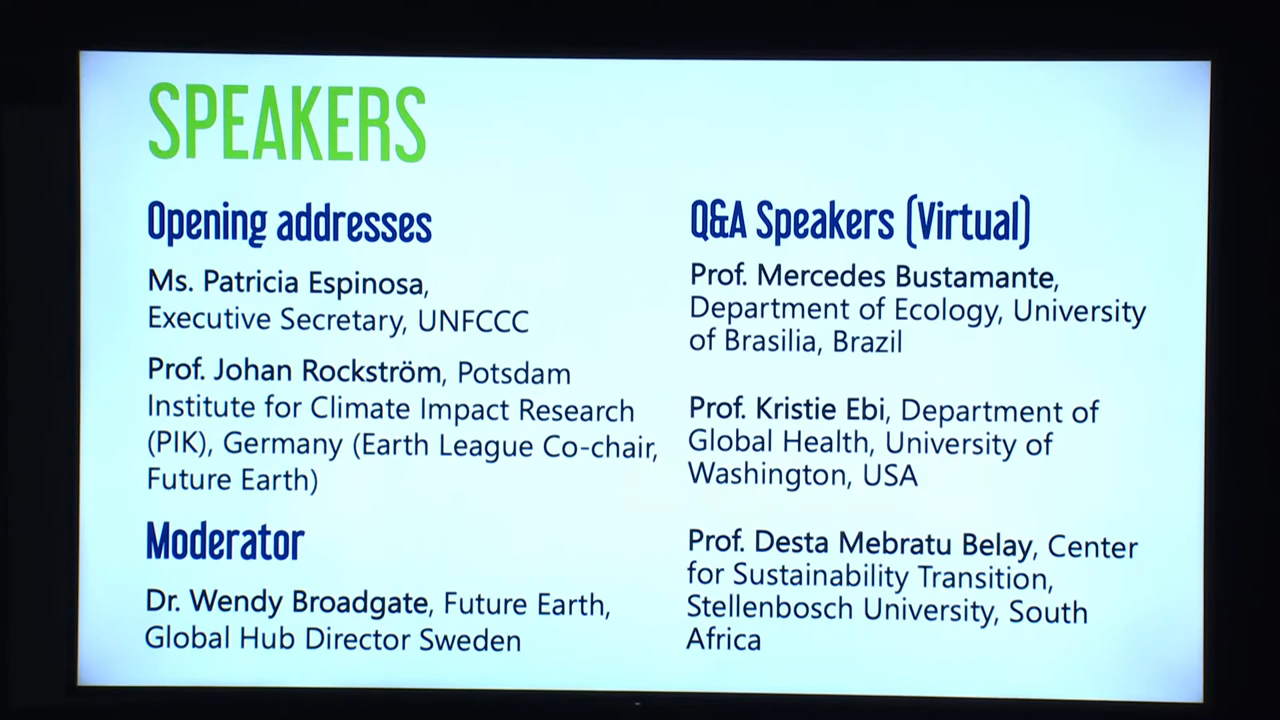 SPEAKERS
Opening addresses
Ms. Patricia Espinosa,
Executive Secretary, UNFCCC
Prof. Johan Rockström, Potsdam
Institute for Climate Impact Research
(PIK), Germany (Earth League Co-chair,
Future Earth)
Moderator
Dr. Wendy Broadgate, Future Earth,
Global Hub Director Sweden
Q&A Speakers (Virtual)
Prof. Mercedes Bustamante,
Department of Ecology, University
of Brasilia, Brazil
Prof. Kristie Ebi, Department of
Global Health, University of
Washington, USA
Prof. Desta Mebratu Belay, Center
for Sustainability Transition,
Stellenbosch University, South
Africa